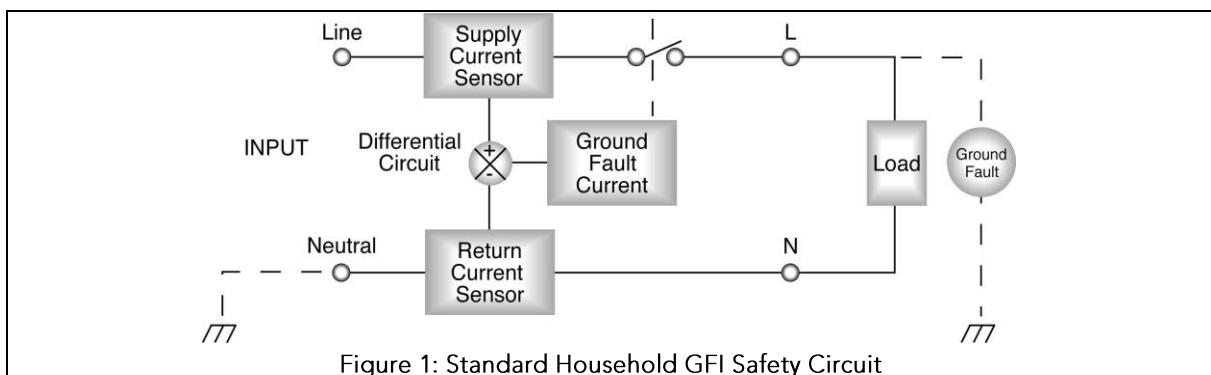 Line
Supply
Current
Sensor
L
INPUT
Differential
Circuit
+
-
Ground
Fault
Current
Load
Ground
Fault
Neutral
Return
Current
Sensor
N
Figure 1: Standard Household GFI Safety Circuit